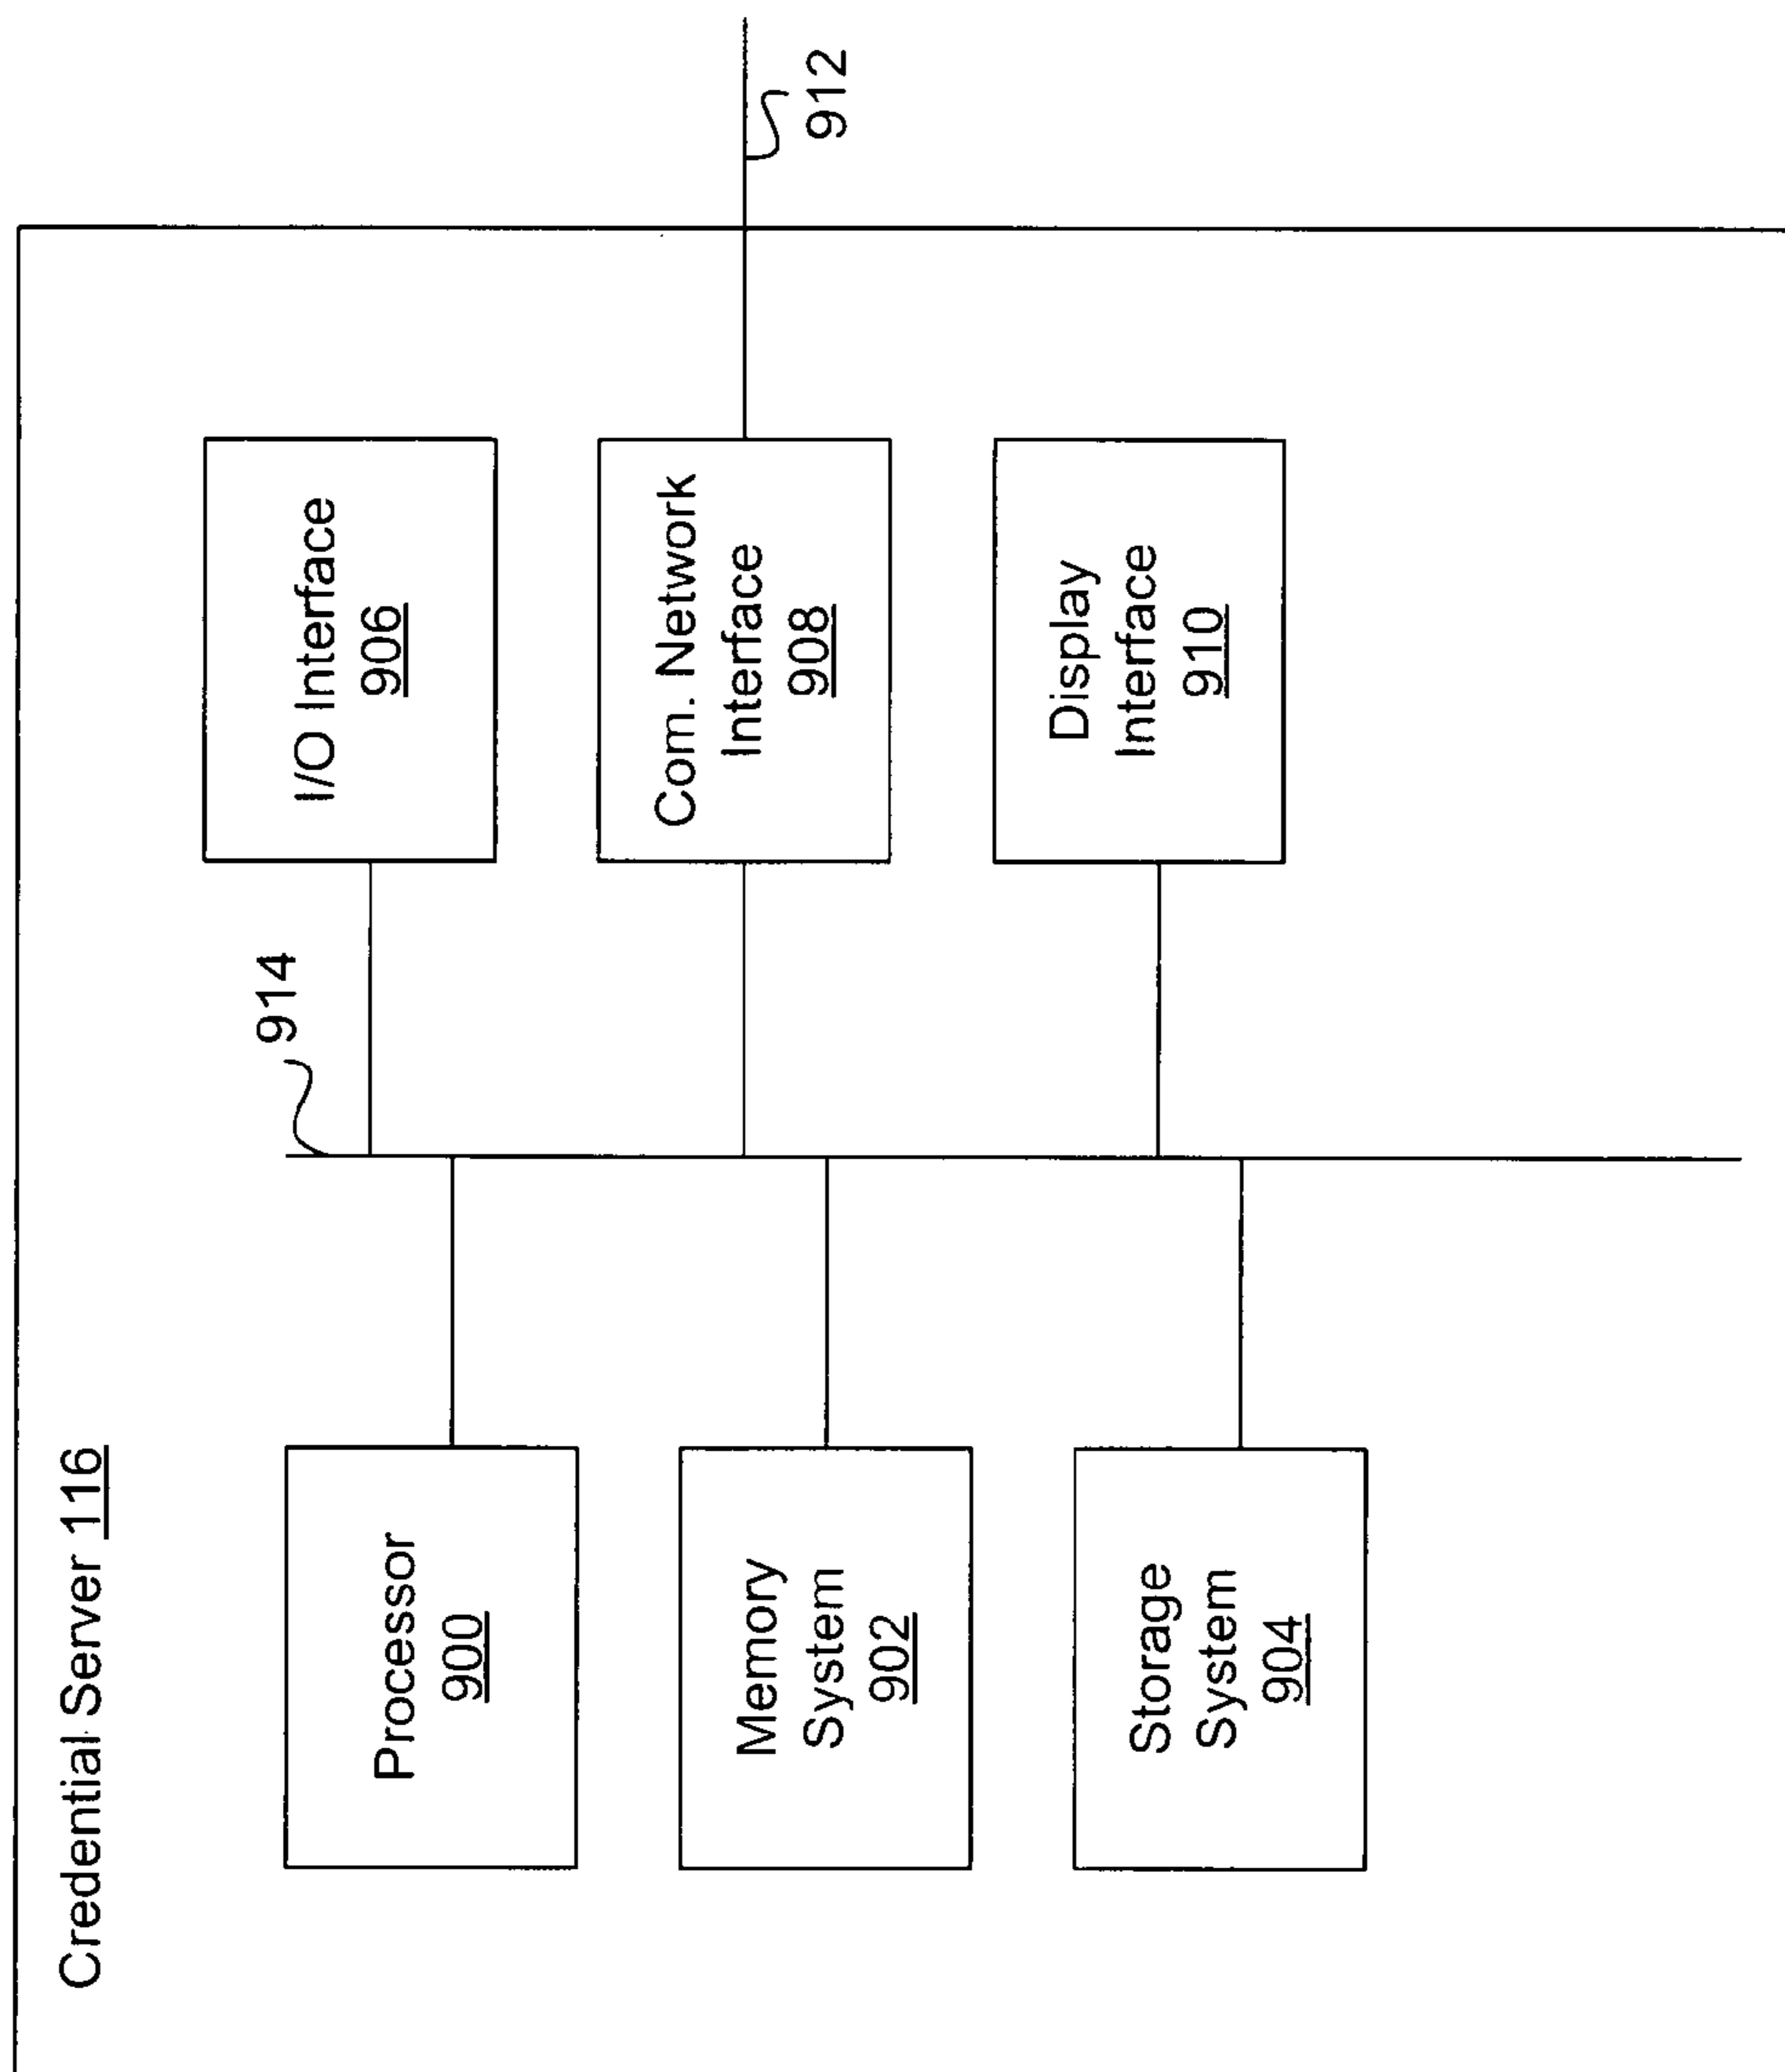 Credential Server 116
Processor
900
Memory
System
902
Storage
System
904
914
I/O Interface
906
Com. Network
Interface
908
Display
Interface
910
912